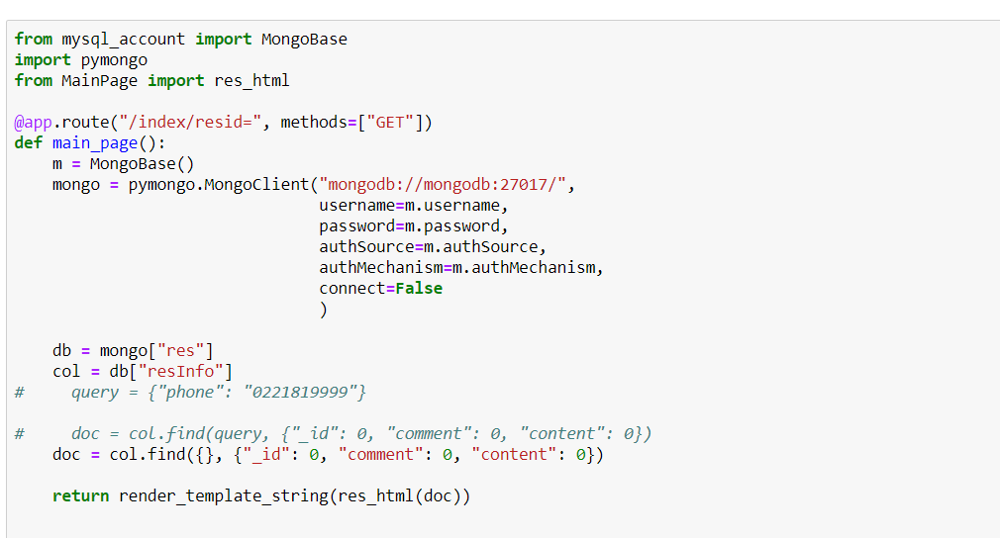 from mysql_account import MongoBase
import pymongo
from MainPage import res_html

@app.route("/index/resid=", methods=["GET"])
def main_page():
    m = MongoBase()
    mongo = pymongo.MongoClient("mongodb://mongodb:27017/",
                                username=m.username,
                                password=m.password,
                                authSource=m.authSource,
                                authMechanism=m.authMechanism,
                                connect=False
                                )

    db = mongo["res"]
    col = db["resInfo"]
#     query = {"phone": "0221819999"}

#     doc = col.find(query, {"_id": 0, "comment": 0, "content": 0})
    doc = col.find({}, {"_id": 0, "comment": 0, "content": 0})

    return render_template_string(res_html(doc))